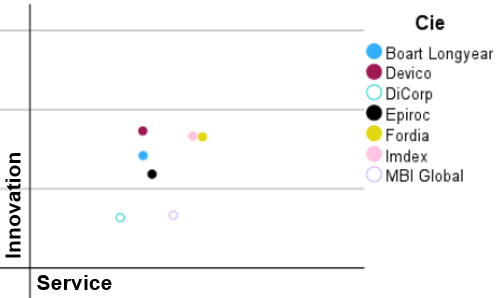 Cie
Boart Longyear
Devico
DiCorp
Epiroc
Fordia
Imdex
MBI Global
Innovation
Service